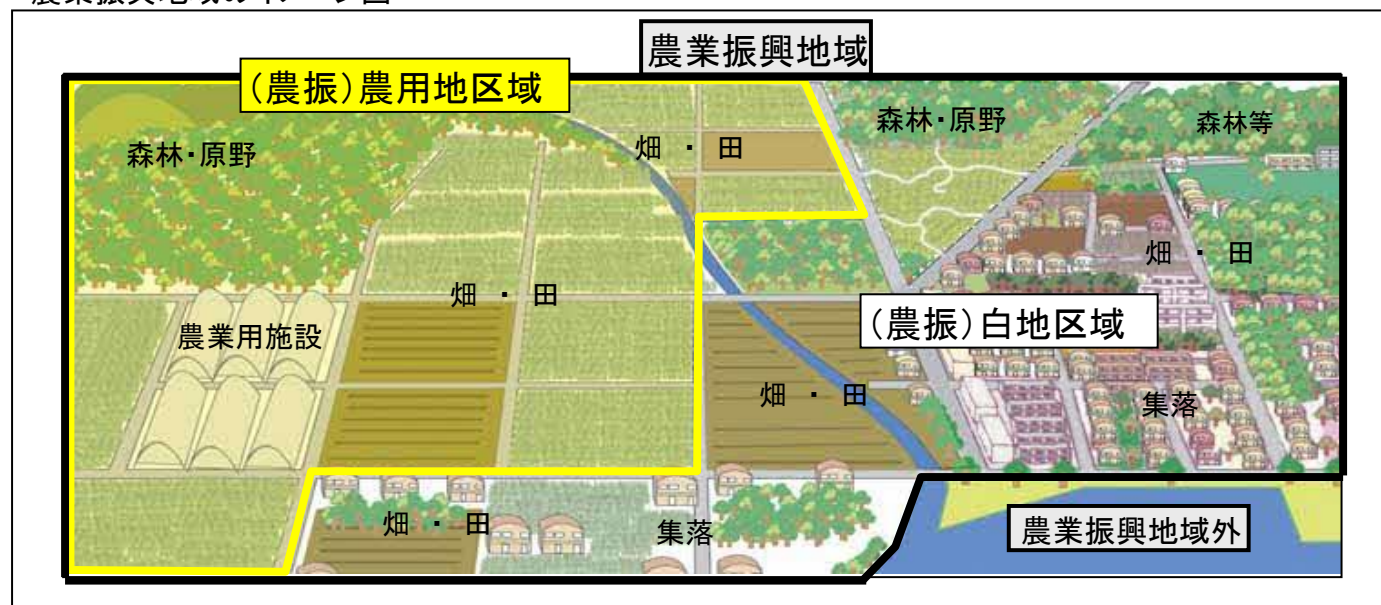 農業振興地域
(農振)農用地区域
森林・原野
畑 ・ 田
森林・原野
森林等
畑 ・ 田
畑 ・ 田
農業用施設
(農振)白地区域
畑 ・ 田
集落
畑 ・ 田
集落
農業振興地域外